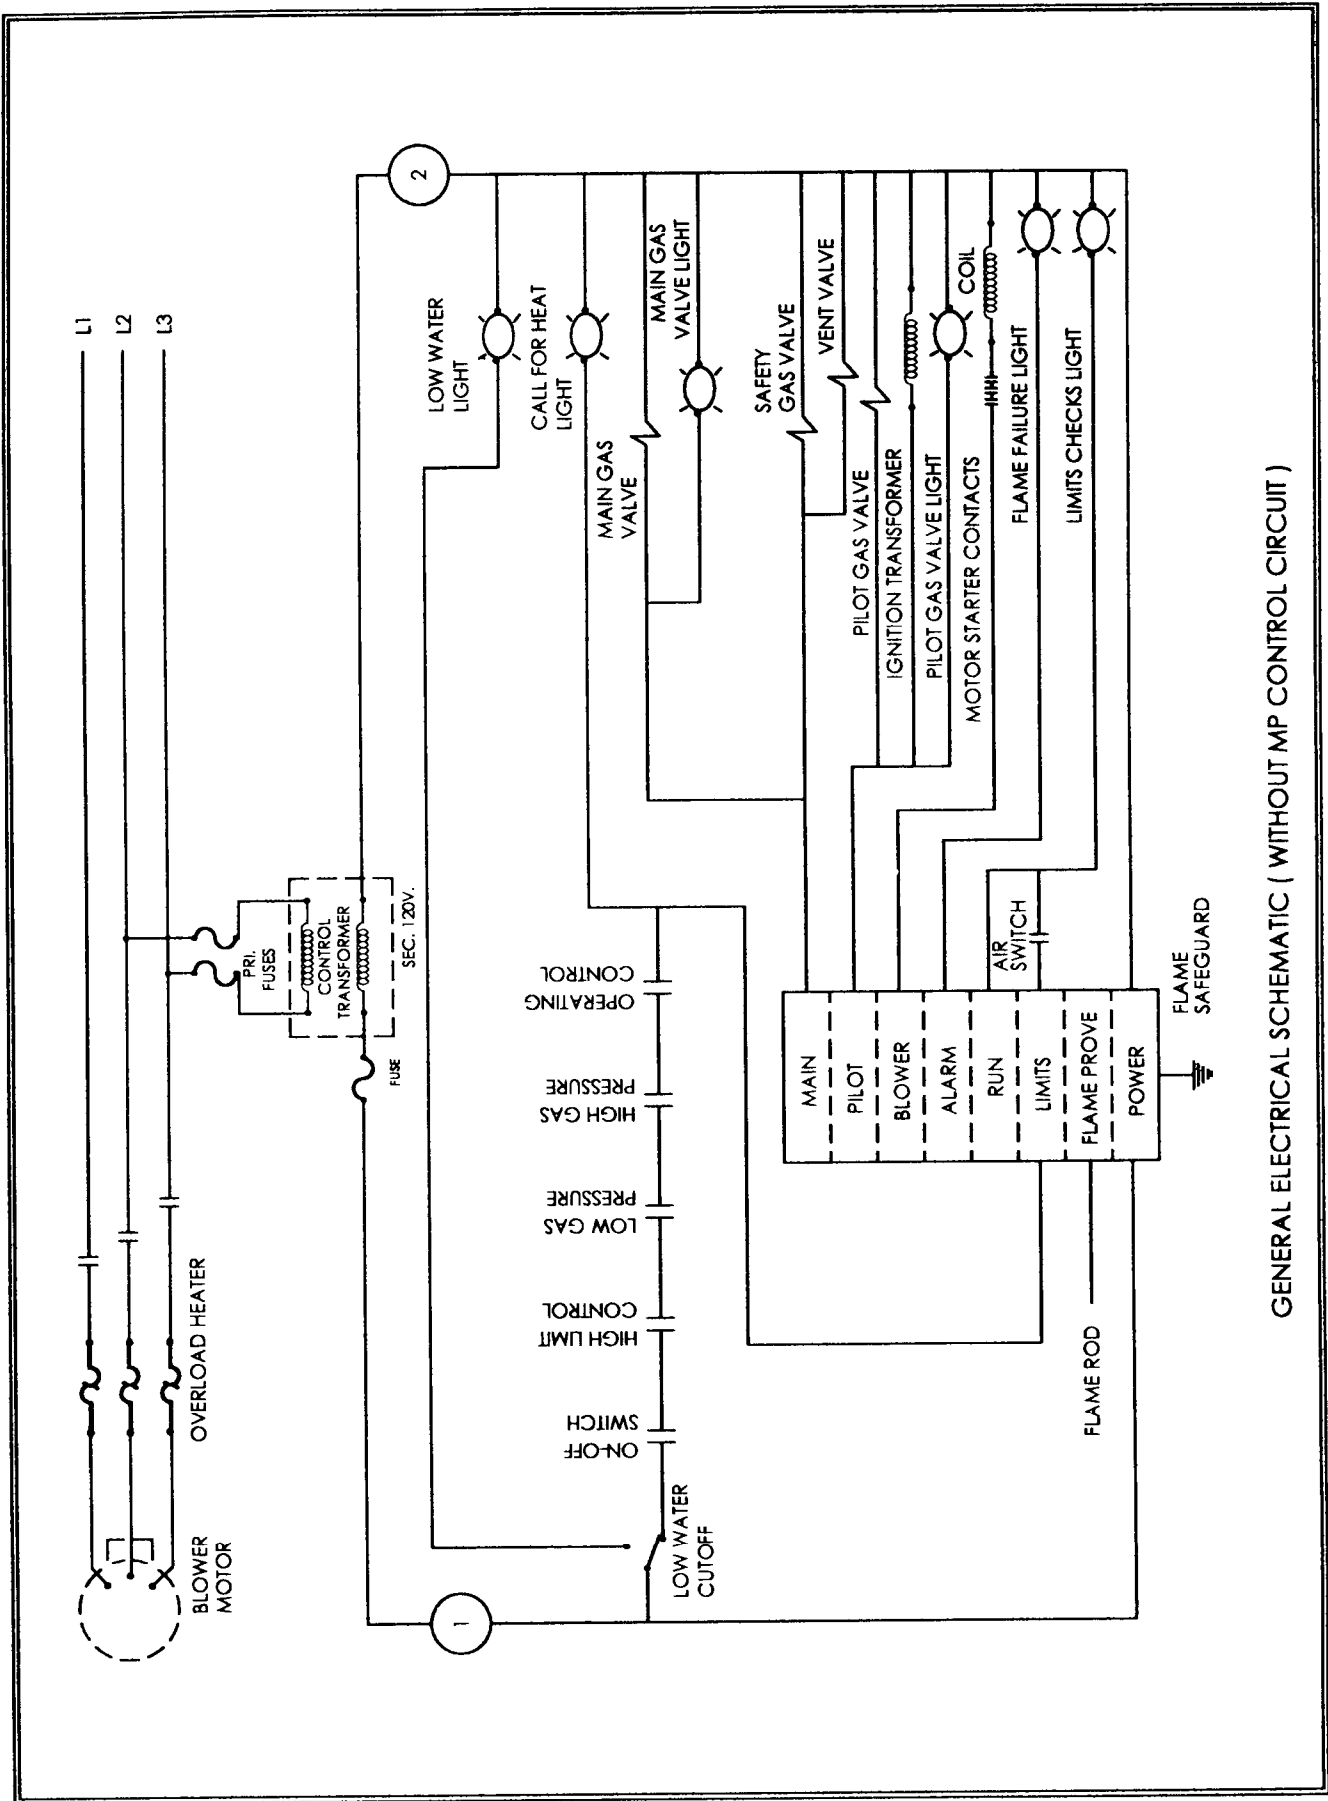 L1
L2
L3
PRI.
FUSES
CONTROL
TRANSFORMER
SEC. 120V.
FUSE
OVERLOAD HEATER
BLOWER
MOTOR
1
2
LOW WATER
LIGHT
CALL FOR HEAT
LIGHT
MAIN GAS
VALVE
MAIN GAS
VALVE LIGHT
SAFETY
GAS VALVE
VENT VALVE
PILOT GAS VALVE
IGNITION TRANSFORMER
PILOT GAS VALVE LIGHT
COIL
MOTOR STARTER CONTACTS
FLAME FAILURE LIGHT
LIMITS CHECKS LIGHT
LOW WATER
CUTOFF
ON-OFF
SWITCH
HIGH LIMIT
CONTROL
LOW GAS
PRESSURE
HIGH GAS
PRESSURE
OPERATING
CONTROL
AIR
SWITCH
MAIN
PILOT
BLOWER
ALARM
RUN
LIMITS
FLAME PROVE
POWER
FLAME ROD
FLAME
SAFEGUARD
GENERAL ELECTRICAL SCHEMATIC ( WITHOUT MP CONTROL CIRCUIT )